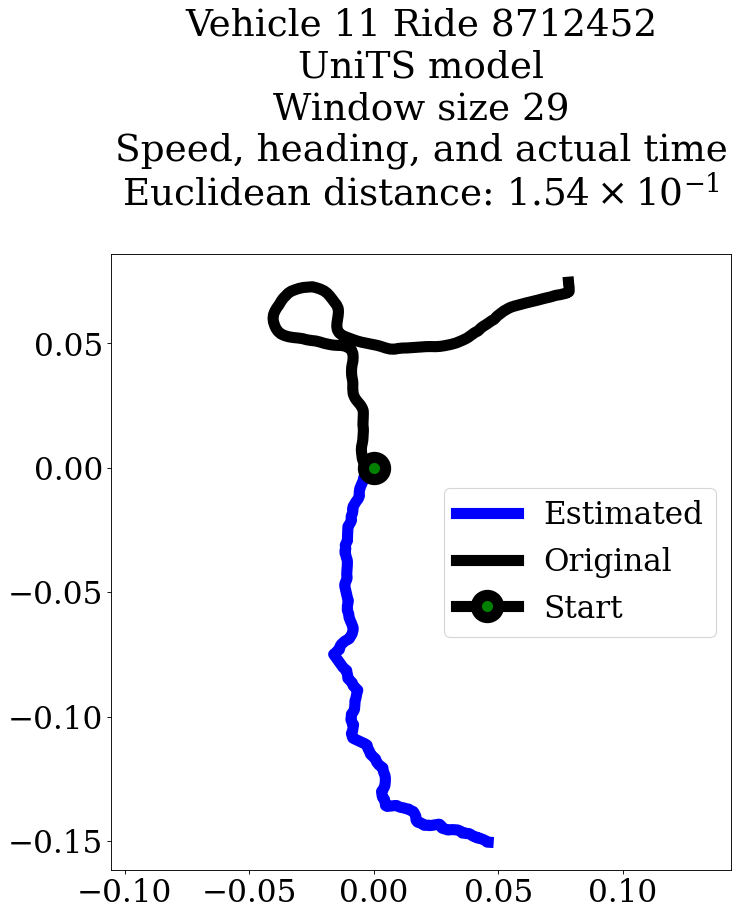 Vehicle 11 Ride 8712452
UniTS model
Window size 29
Speed, heading, and actual time
Euclidean distance: 1.54 × 10⁻¹
0.05
0.00
−0.05
−0.10
−0.15
Estimated
Original
Start
−0.10 −0.05 0.00 0.05 0.10